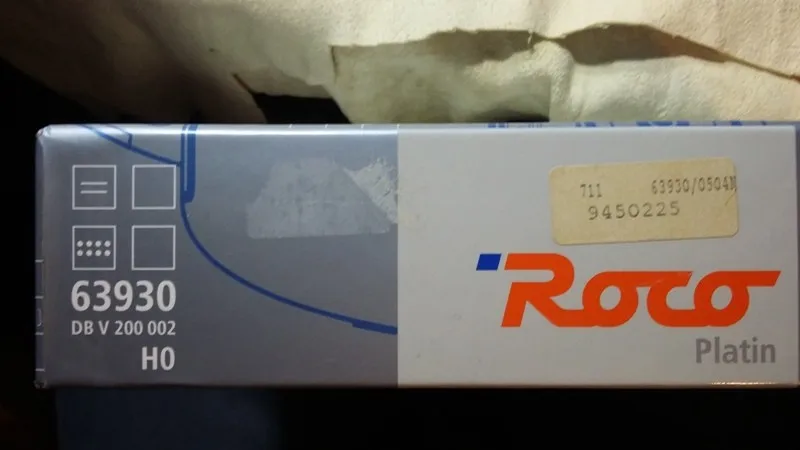 63930
DB V 200 002
H0
711 63930/0504N
9450225
Roco
Platin